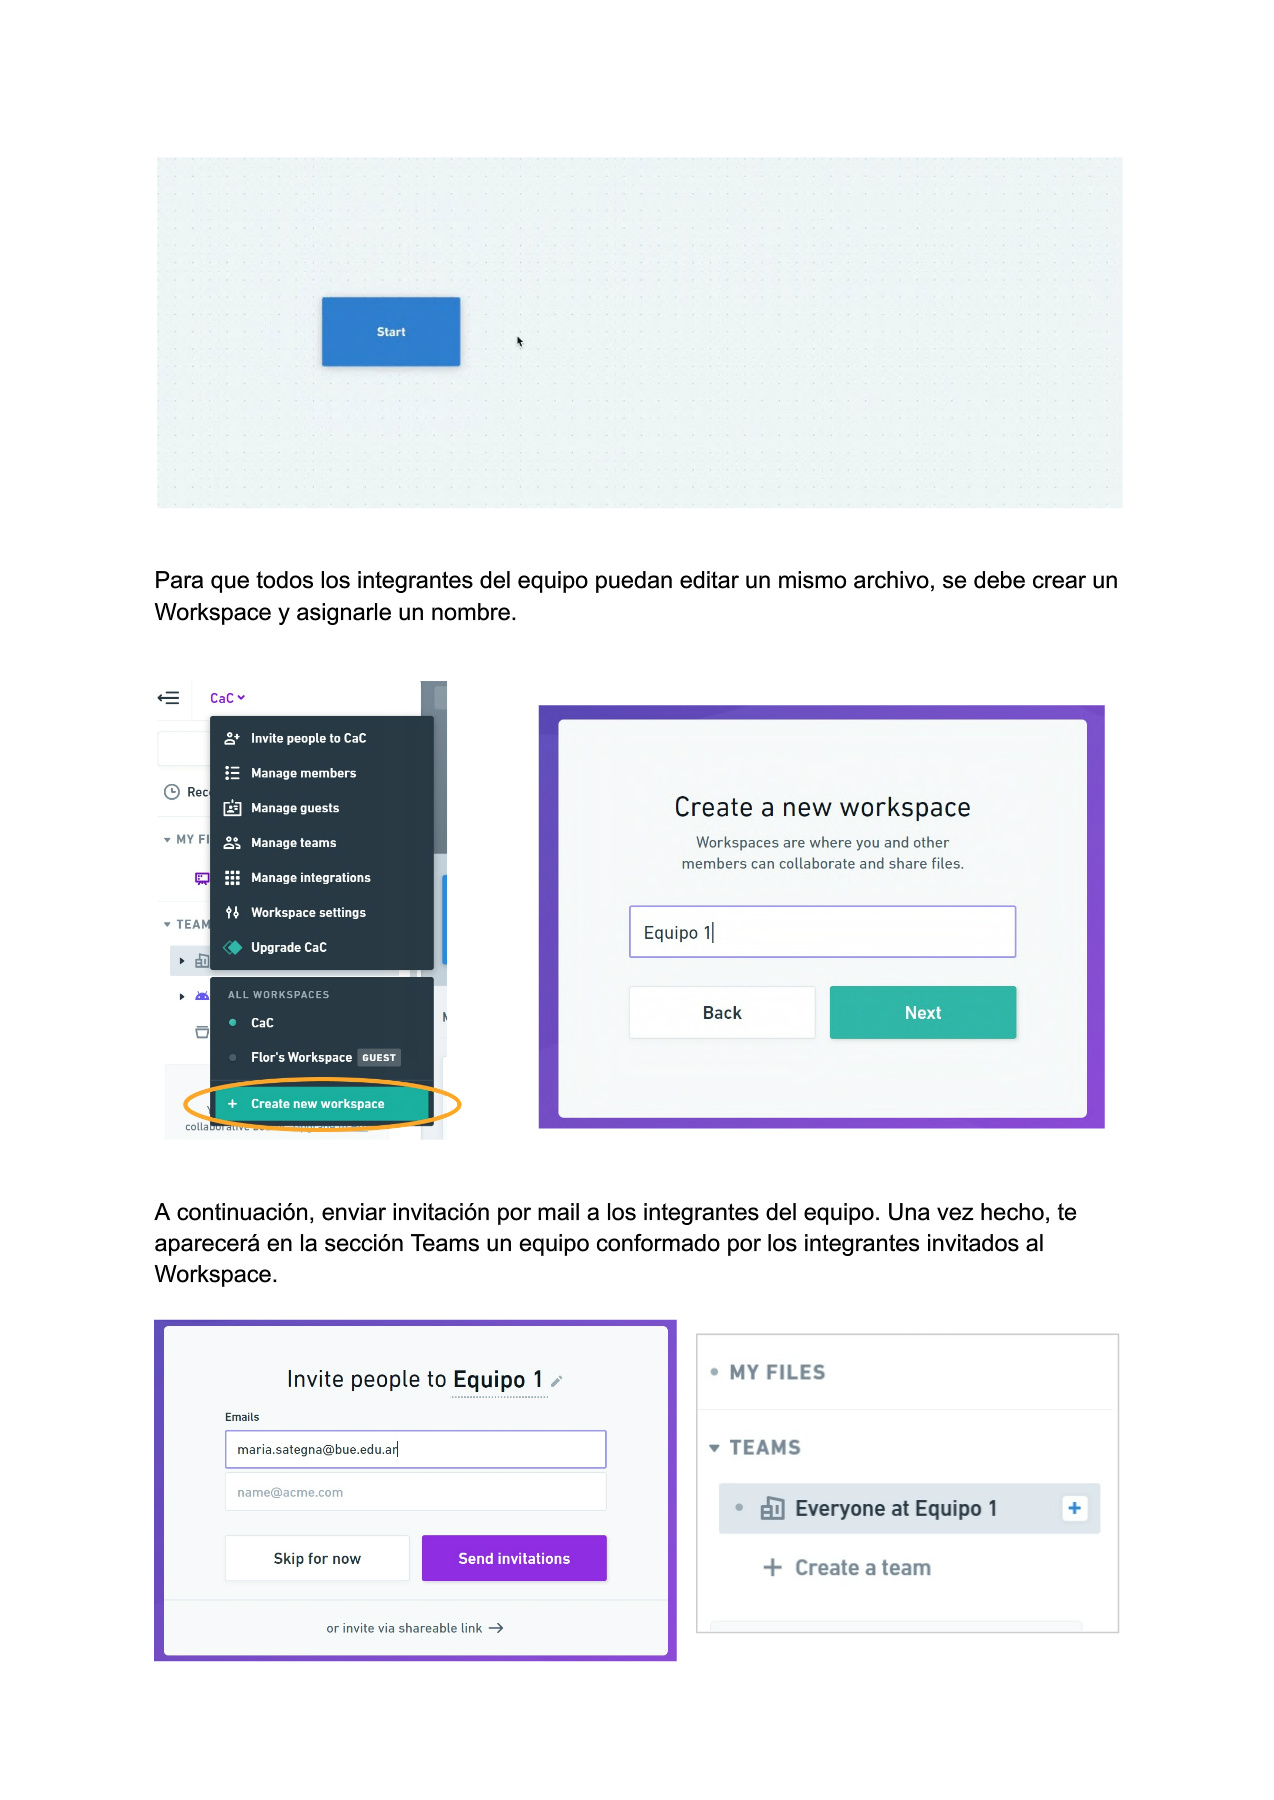 Start
Para que todos los integrantes del equipo puedan editar un mismo archivo, se debe crear un
Workspace y asignarle un nombre.
CaC
Invite people to CaC
Manage members
Manage guests
Manage teams
Manage integrations
Workspace settings
Upgrade CaC
MY FI
TEAM
ALL WORKSPACES
CaC
Flor's Workspace GUEST
+ Create new workspace
Create a new workspace
Workspaces are where you and other
members can collaborate and share files.
Equipo 1
Back Next
A continuación, enviar invitación por mail a los integrantes del equipo. Una vez hecho, te
aparecerá en la sección Teams un equipo conformado por los integrantes invitados al
Workspace.
Invite people to Equipo 1
Emails
maria.sategna@bue.edu.ar
name@acme.com
Skip for now Send invitations
or invite via shareable link →
MY FILES
TEAMS
Everyone at Equipo 1 +
+ Create a team